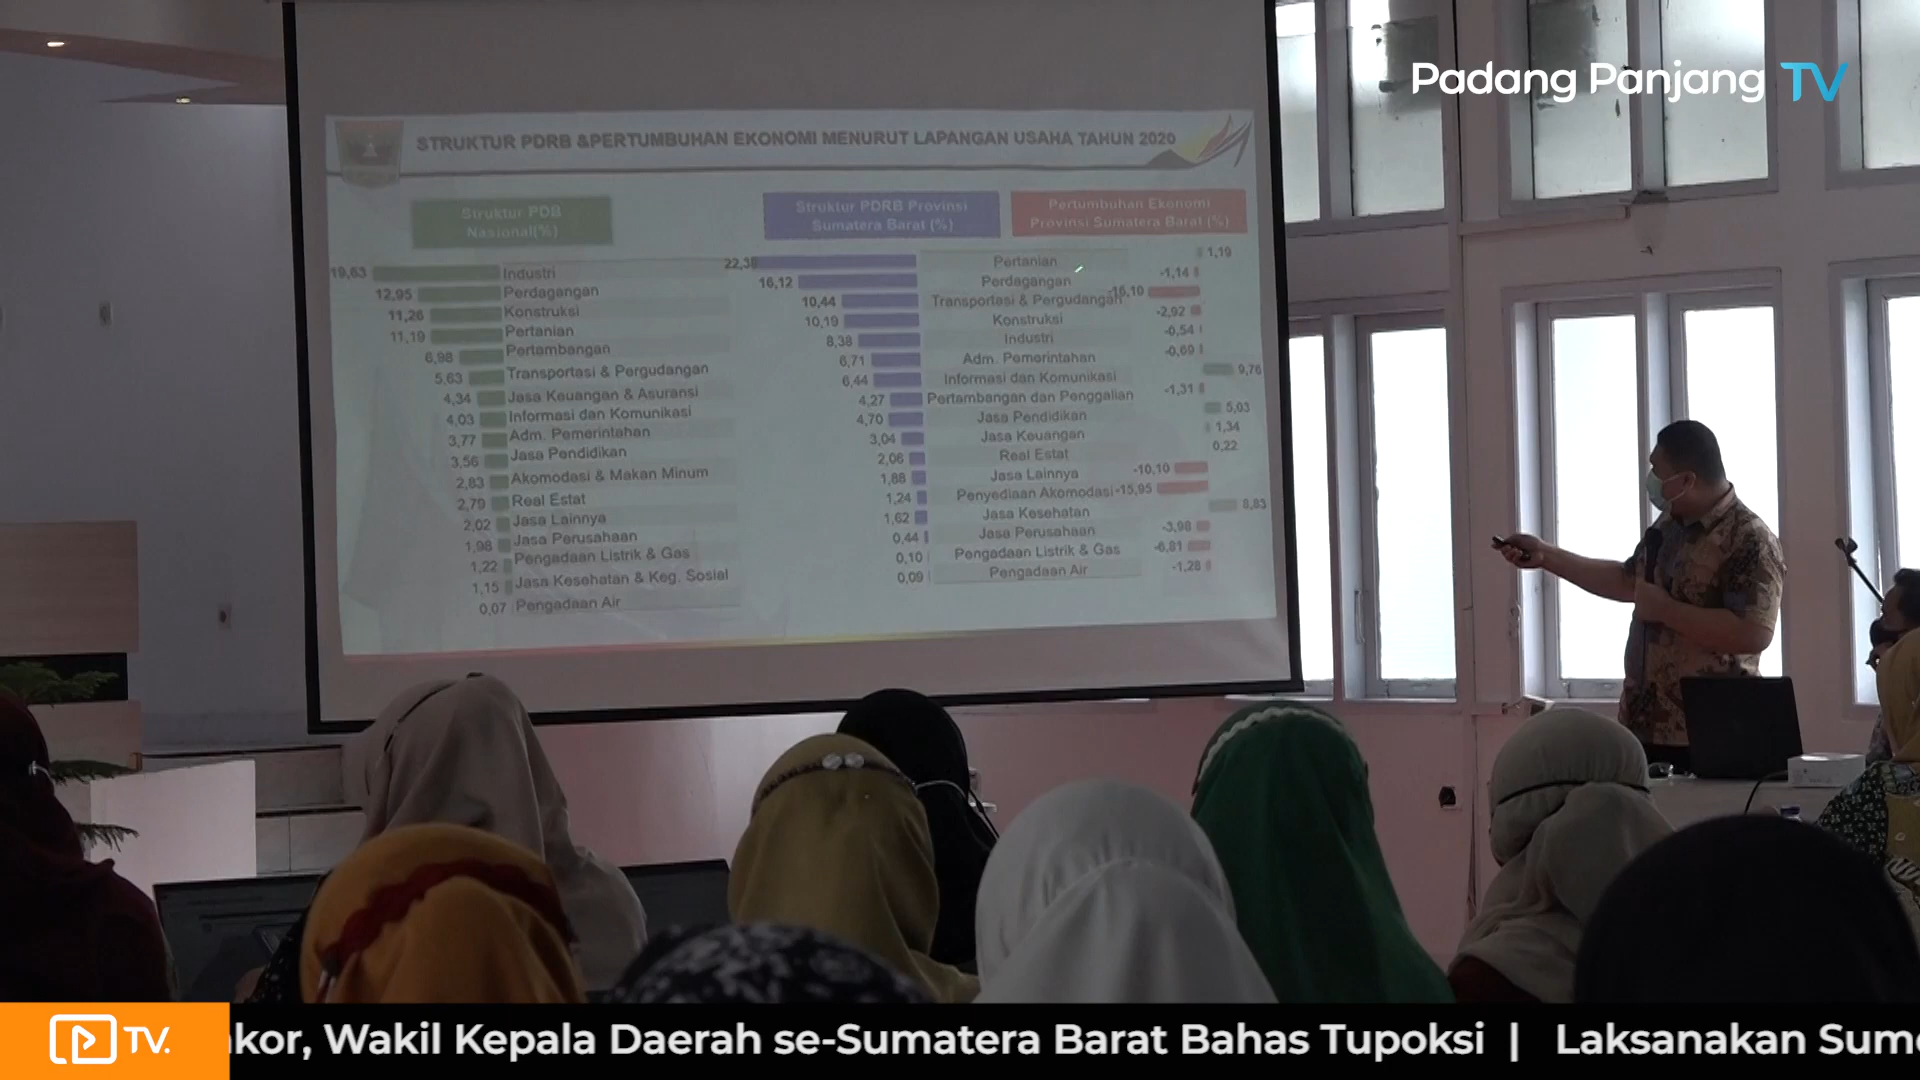 Padang Panjang TV
STRUKTUR PDRB &PERTUMBUHAN EKONOMI MENURUT LAPANGAN USAHA TAHUN 2020
Struktur PDB
Nasional(%)
19,63 Industri
12,95 Perdagangan
11,26 Konstruksi
11,19 Pertanian
6,98 Pertambangan
5,63 Transportasi & Pergudangan
4,34 Jasa Keuangan & Asuransi
4,03 Informasi dan Komunikasi
3,77 Adm. Pemerintahan
3,56 Jasa Pendidikan
2,83 Akomodasi & Makan Minum
2,79 Real Estat
2,02 Jasa Lainnya
1,98 Jasa Perusahaan
1,22 Pengadaan Listrik & Gas
1,15 Jasa Kesehatan & Keg. Sosial
0,07 Pengadaan Air
Struktur PDRB Provinsi
Sumatera Barat (%)
Pertumbuhan Ekonomi
Provinsi Sumatera Barat (%)
22,38 Pertanian 1,19
16,12 Perdagangan -1,14
10,44 Transportasi & Pergudangan -16,10
10,19 Konstruksi -2,92
8,38 Industri -0,54
6,71 Adm. Pemerintahan -0,69
6,44 Informasi dan Komunikasi 9,76
4,27 Pertambangan dan Penggalian -1,31
4,70 Jasa Pendidikan 5,03
3,04 Jasa Keuangan 1,34
2,06 Real Estat 0,22
1,88 Jasa Lainnya -10,10
1,24 Penyediaan Akomodasi -15,95
1,62 Jasa Kesehatan 8,83
0,44 Jasa Perusahaan -3,98
0,10 Pengadaan Listrik & Gas -6,81
0,09 Pengadaan Air -1,28
TV.
akor, Wakil Kepala Daerah se-Sumatera Barat Bahas Tupoksi | Laksanakan Sume